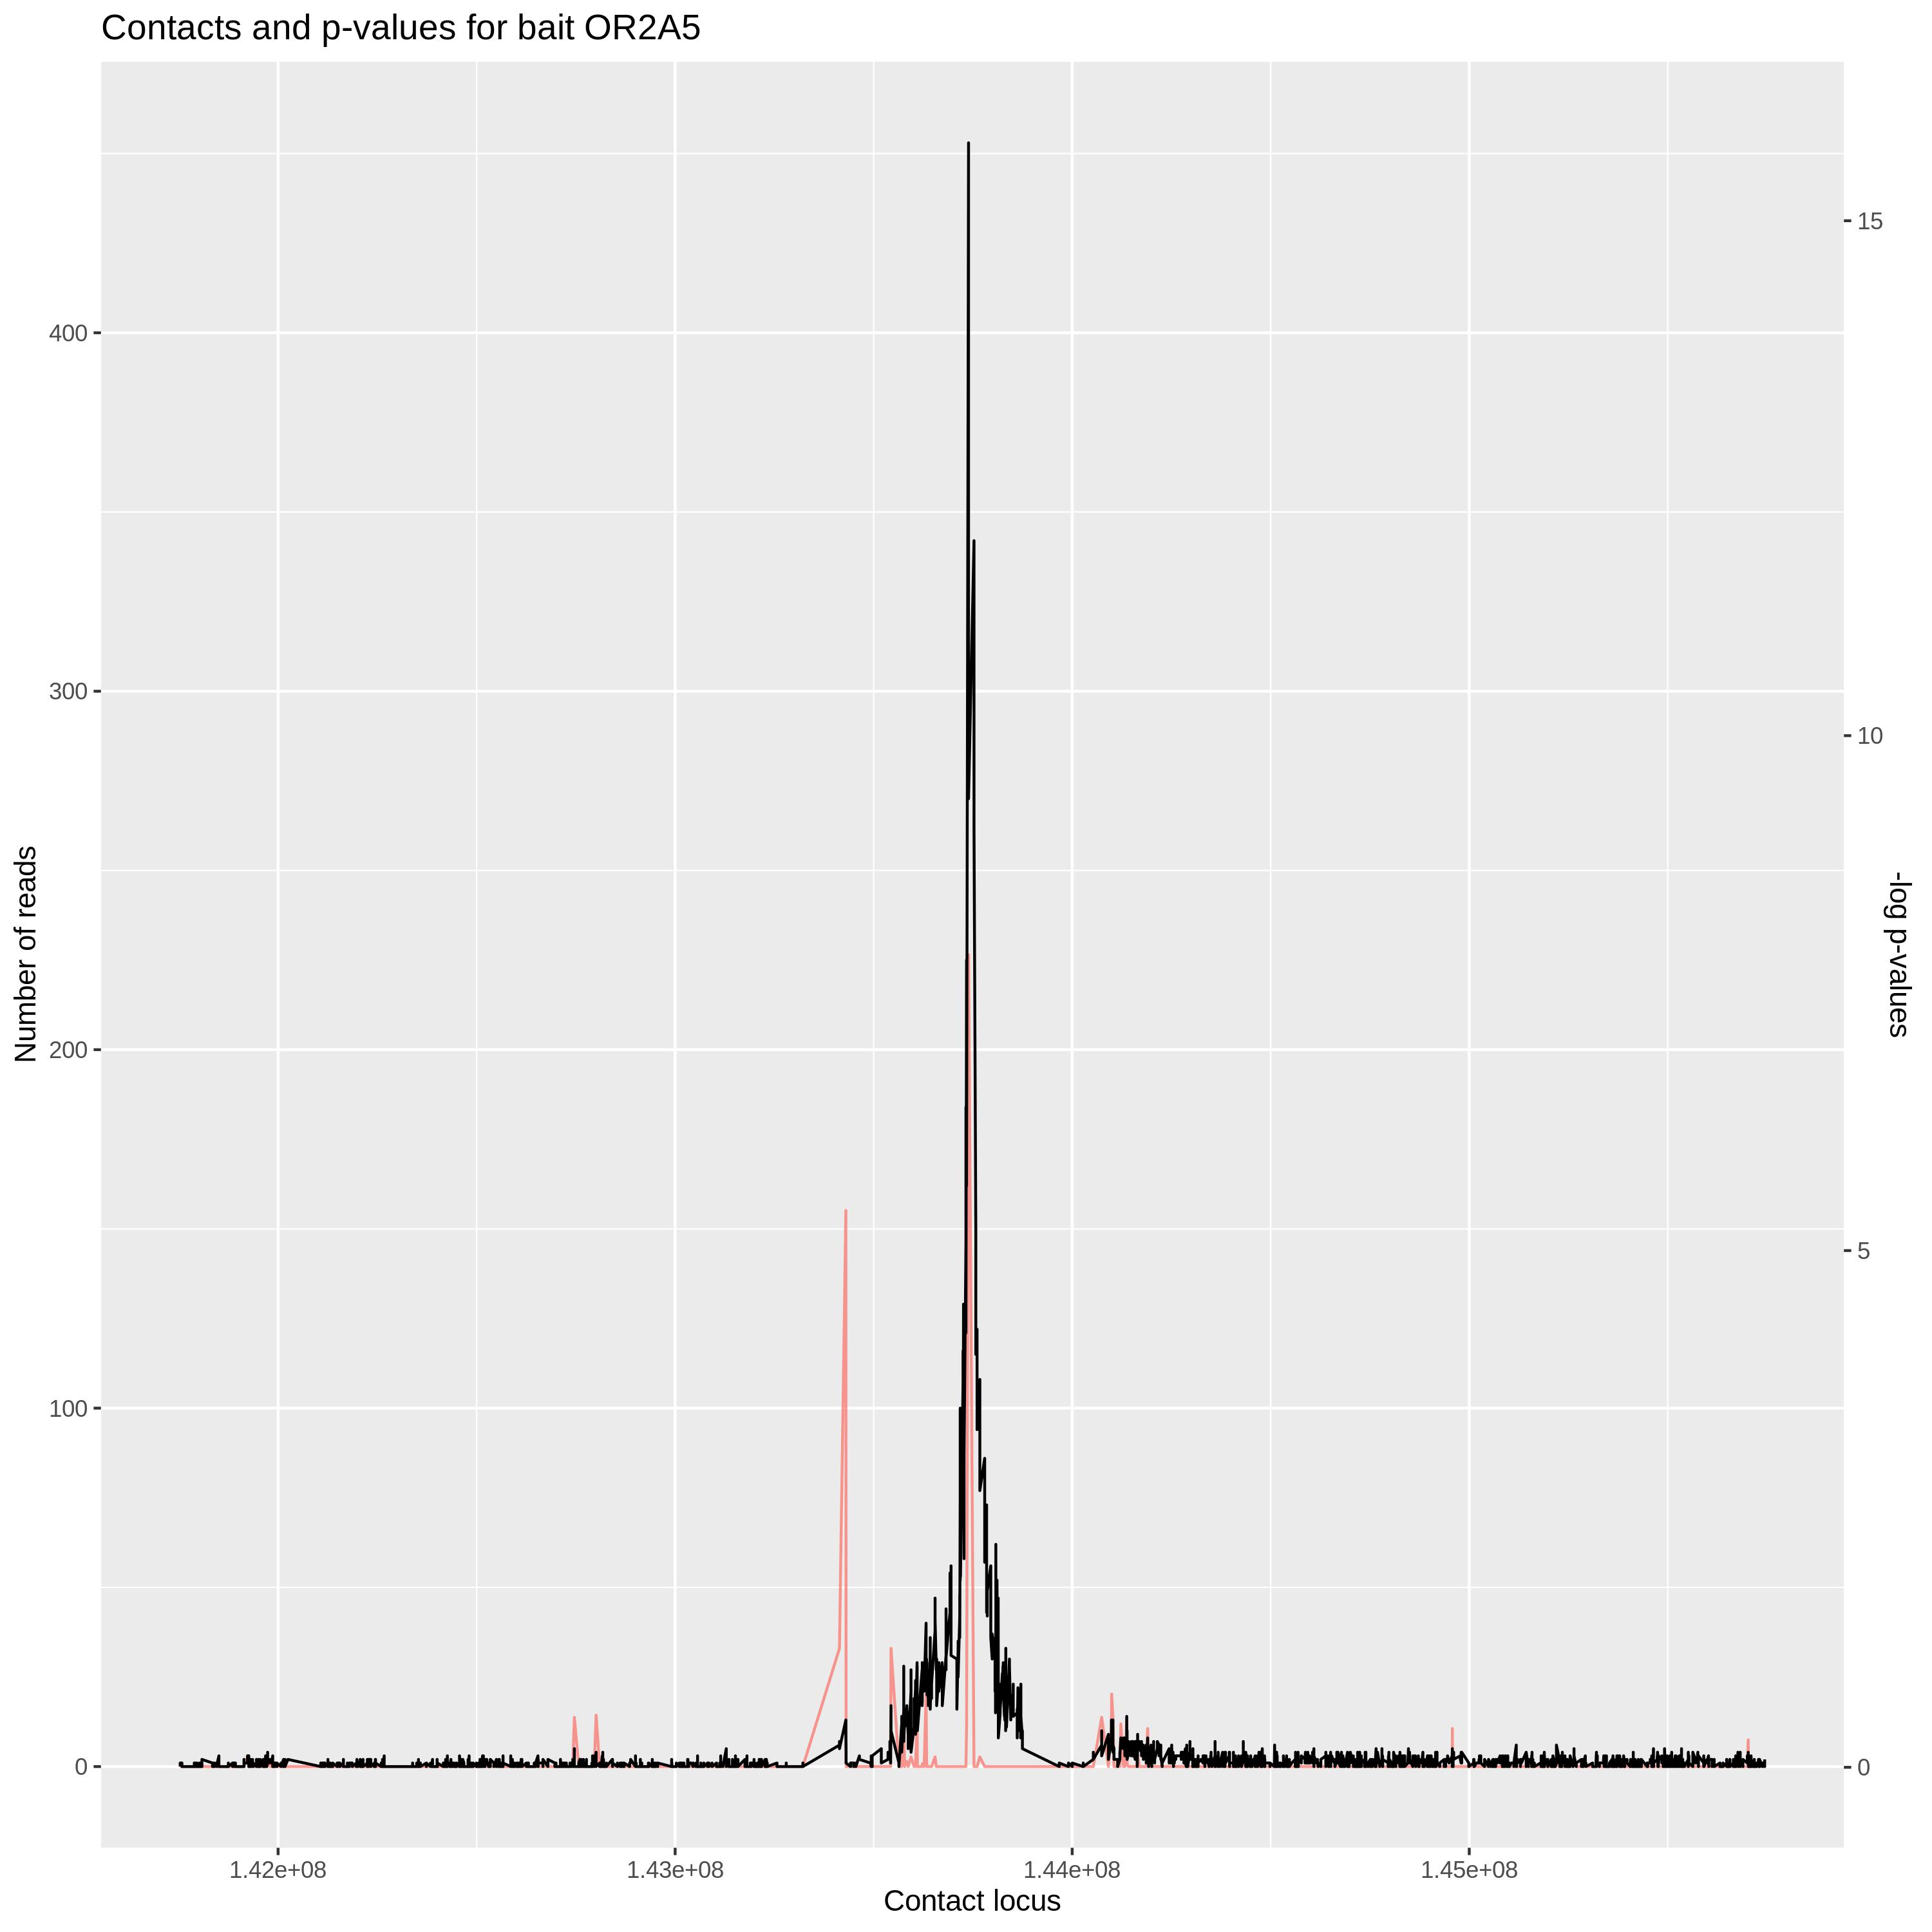 Contacts and p-values for bait OR2A5
400
300
200
100
0
Number of reads
15
10
5
0
-log p-values
1.42e+08
1.43e+08
1.44e+08
1.45e+08
Contact locus